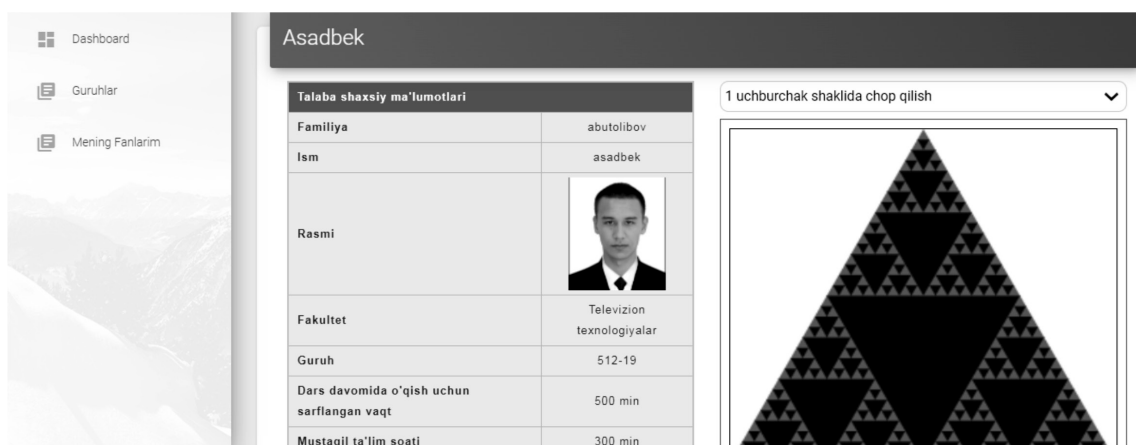 Dashboard
Guruhlar
Mening Fanlarim
Asadbek
Talaba shaxsiy ma'lumotlari
Familiya abutolibov
Ism asadbek
Rasmi
Fakultet Televizion texnologiyalar
Guruh 512-19
Dars davomida o'qish uchun
sarflangan vaqt 500 min
Mustaqil ta'lim soati 300 min
1 uchburchak shaklida chop qilish